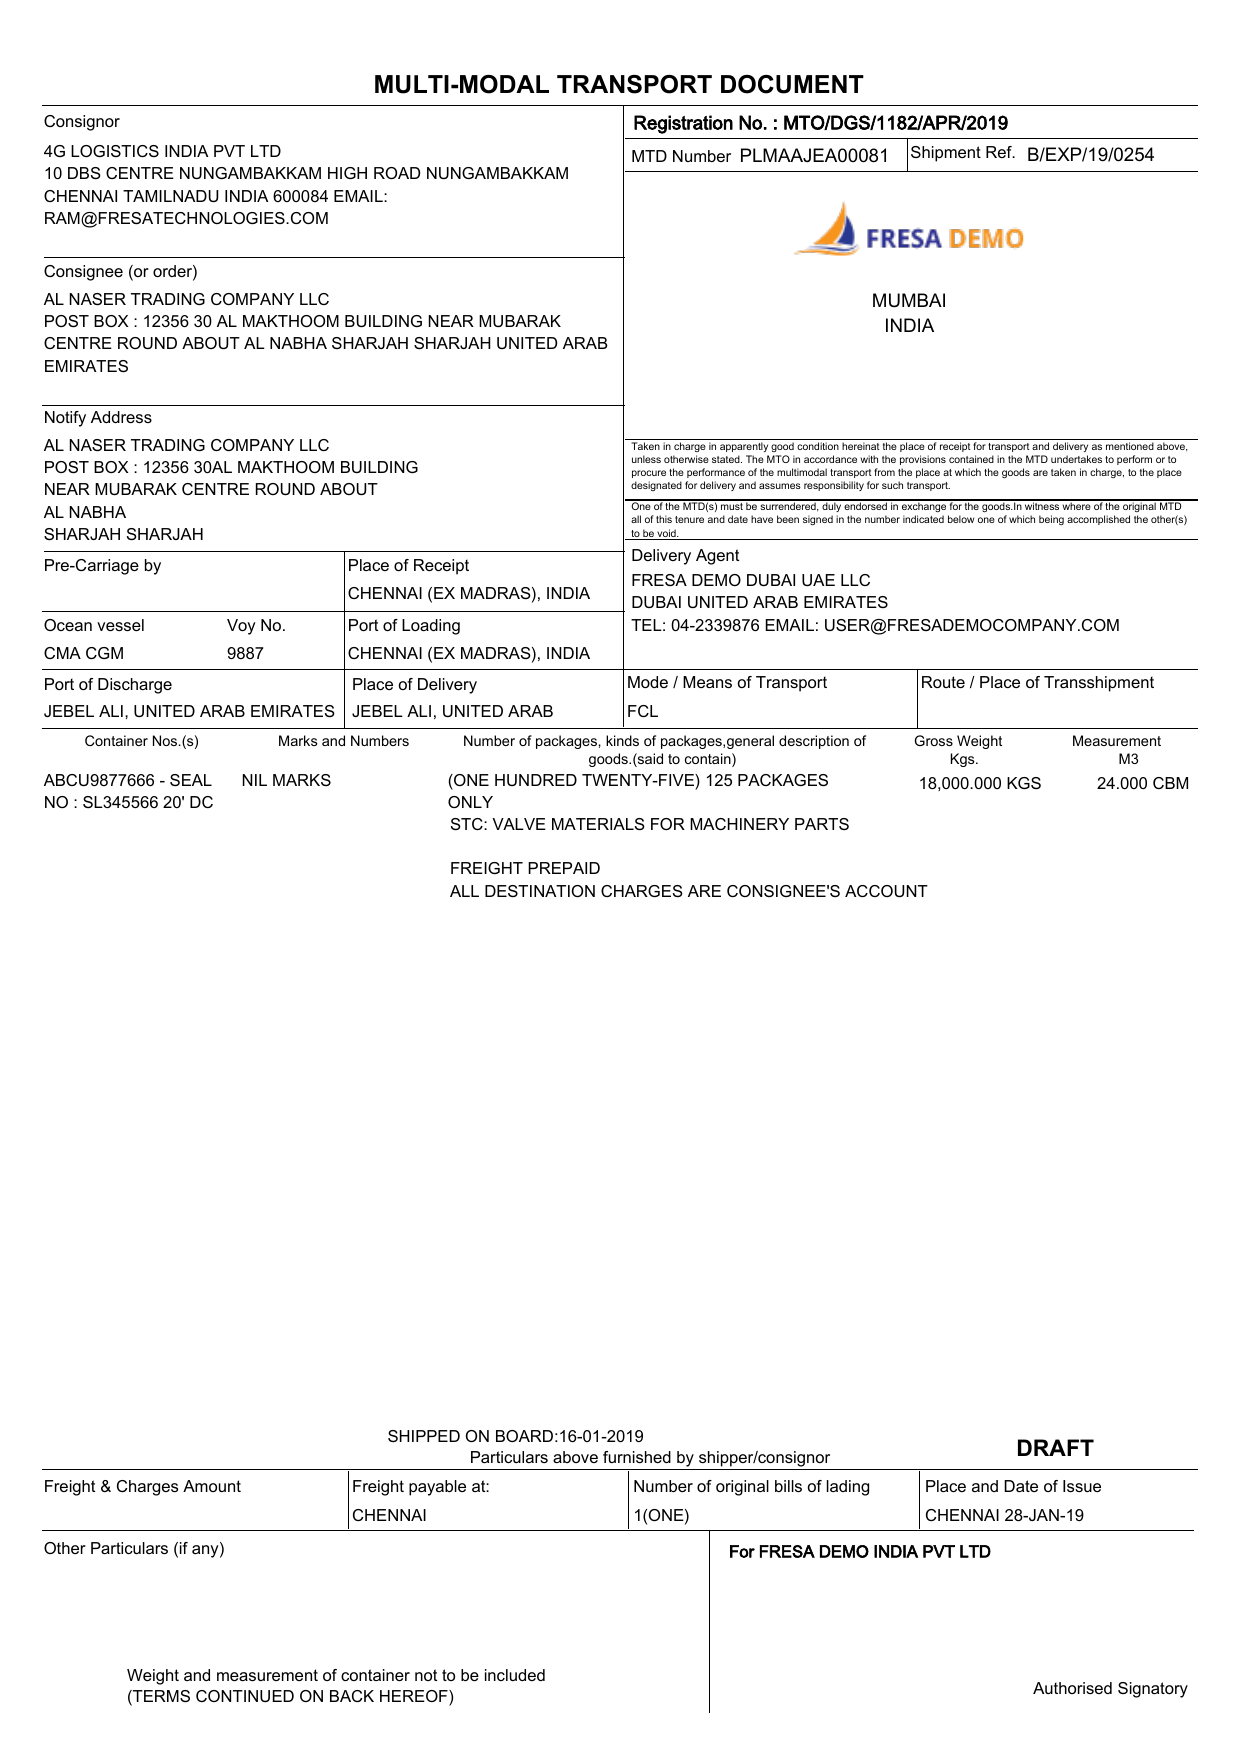 MULTI-MODAL TRANSPORT DOCUMENT
Consignor
4G LOGISTICS INDIA PVT LTD
10 DBS CENTRE NUNGAMBAKKAM HIGH ROAD NUNGAMBAKKAM
CHENNAI TAMILNADU INDIA 600084 EMAIL:
RAM@FRESATECHNOLOGIES.COM
Registration No. : MTO/DGS/1182/APR/2019
MTD Number PLMAAJEA00081 Shipment Ref. B/EXP/19/0254
FRESA DEMO
MUMBAI
INDIA
Consignee (or order)
AL NASER TRADING COMPANY LLC
POST BOX : 12356 30 AL MAKTHOOM BUILDING NEAR MUBARAK
CENTRE ROUND ABOUT AL NABHA SHARJAH SHARJAH UNITED ARAB
EMIRATES
Notify Address
AL NASER TRADING COMPANY LLC
POST BOX : 12356 30AL MAKTHOOM BUILDING
NEAR MUBARAK CENTRE ROUND ABOUT
AL NABHA
SHARJAH SHARJAH
Taken in charge in apparently good condition hereinat the place of receipt for transport and delivery as mentioned above,
unless otherwise stated. The MTO in accordance with the provisions contained in the MTD undertakes to perform or to
procure the performance of the multimodal transport from the place at which the goods are taken in charge, to the place
designated for delivery and assumes responsibility for such transport.
One of the MTD(s) must be surrendered, duly endorsed in exchange for the goods.In witness where of the original MTD
all of this tenure and date have been signed in the number indicated below one of which being accomplished the other(s)
to be void.
Delivery Agent
FRESA DEMO DUBAI UAE LLC
DUBAI UNITED ARAB EMIRATES
TEL: 04-2339876 EMAIL: USER@FRESADEMOCOMPANY.COM
Pre-Carriage by Place of Receipt
CHENNAI (EX MADRAS), INDIA
Ocean vessel Voy No. Port of Loading
CMA CGM 9887 CHENNAI (EX MADRAS), INDIA
Port of Discharge Place of Delivery Mode / Means of Transport Route / Place of Transshipment
JEBEL ALI, UNITED ARAB EMIRATES JEBEL ALI, UNITED ARAB FCL
Container Nos.(s) Marks and Numbers Number of packages, kinds of packages,general description of Gross Weight Measurement
goods.(said to contain) Kgs. M3
ABCU9877666 - SEAL NIL MARKS (ONE HUNDRED TWENTY-FIVE) 125 PACKAGES 18,000.000 KGS 24.000 CBM
NO : SL345566 20' DC ONLY
STC: VALVE MATERIALS FOR MACHINERY PARTS
FREIGHT PREPAID
ALL DESTINATION CHARGES ARE CONSIGNEE'S ACCOUNT
SHIPPED ON BOARD:16-01-2019
Particulars above furnished by shipper/consignor DRAFT
Freight & Charges Amount Freight payable at: Number of original bills of lading Place and Date of Issue
CHENNAI 1(ONE) CHENNAI 28-JAN-19
Other Particulars (if any) For FRESA DEMO INDIA PVT LTD
Weight and measurement of container not to be included
(TERMS CONTINUED ON BACK HEREOF) Authorised Signatory